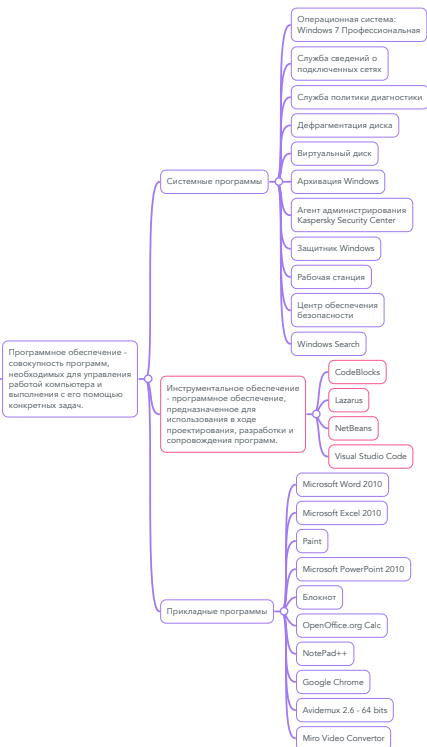 Операционная система:
Windows 7 Профессиональная
Служба сведений о
подключенных сетях
Служба политики диагностики
Дефрагментация диска
Виртуальный диск
Системные программы
Архивация Windows
Агент администрирования
Kaspersky Security Center
Защитник Windows
Рабочая станция
Центр обеспечения
безопасности
Windows Search
Программное обеспечение -
совокупность программ,
необходимых для управления
работой компьютера и
выполнения с его помощью
конкретных задач.
Инструментальное обеспечение
- программное обеспечение,
предназначенное для
использования в ходе
проектирования, разработки и
сопровождения программ.
CodeBlocks
Lazarus
NetBeans
Visual Studio Code
Microsoft Word 2010
Microsoft Excel 2010
Paint
Microsoft PowerPoint 2010
Блокнот
Прикладные программы
OpenOffice.org Calc
NotePad++
Google Chrome
Avidemux 2.6 - 64 bits
Miro Video Convertor